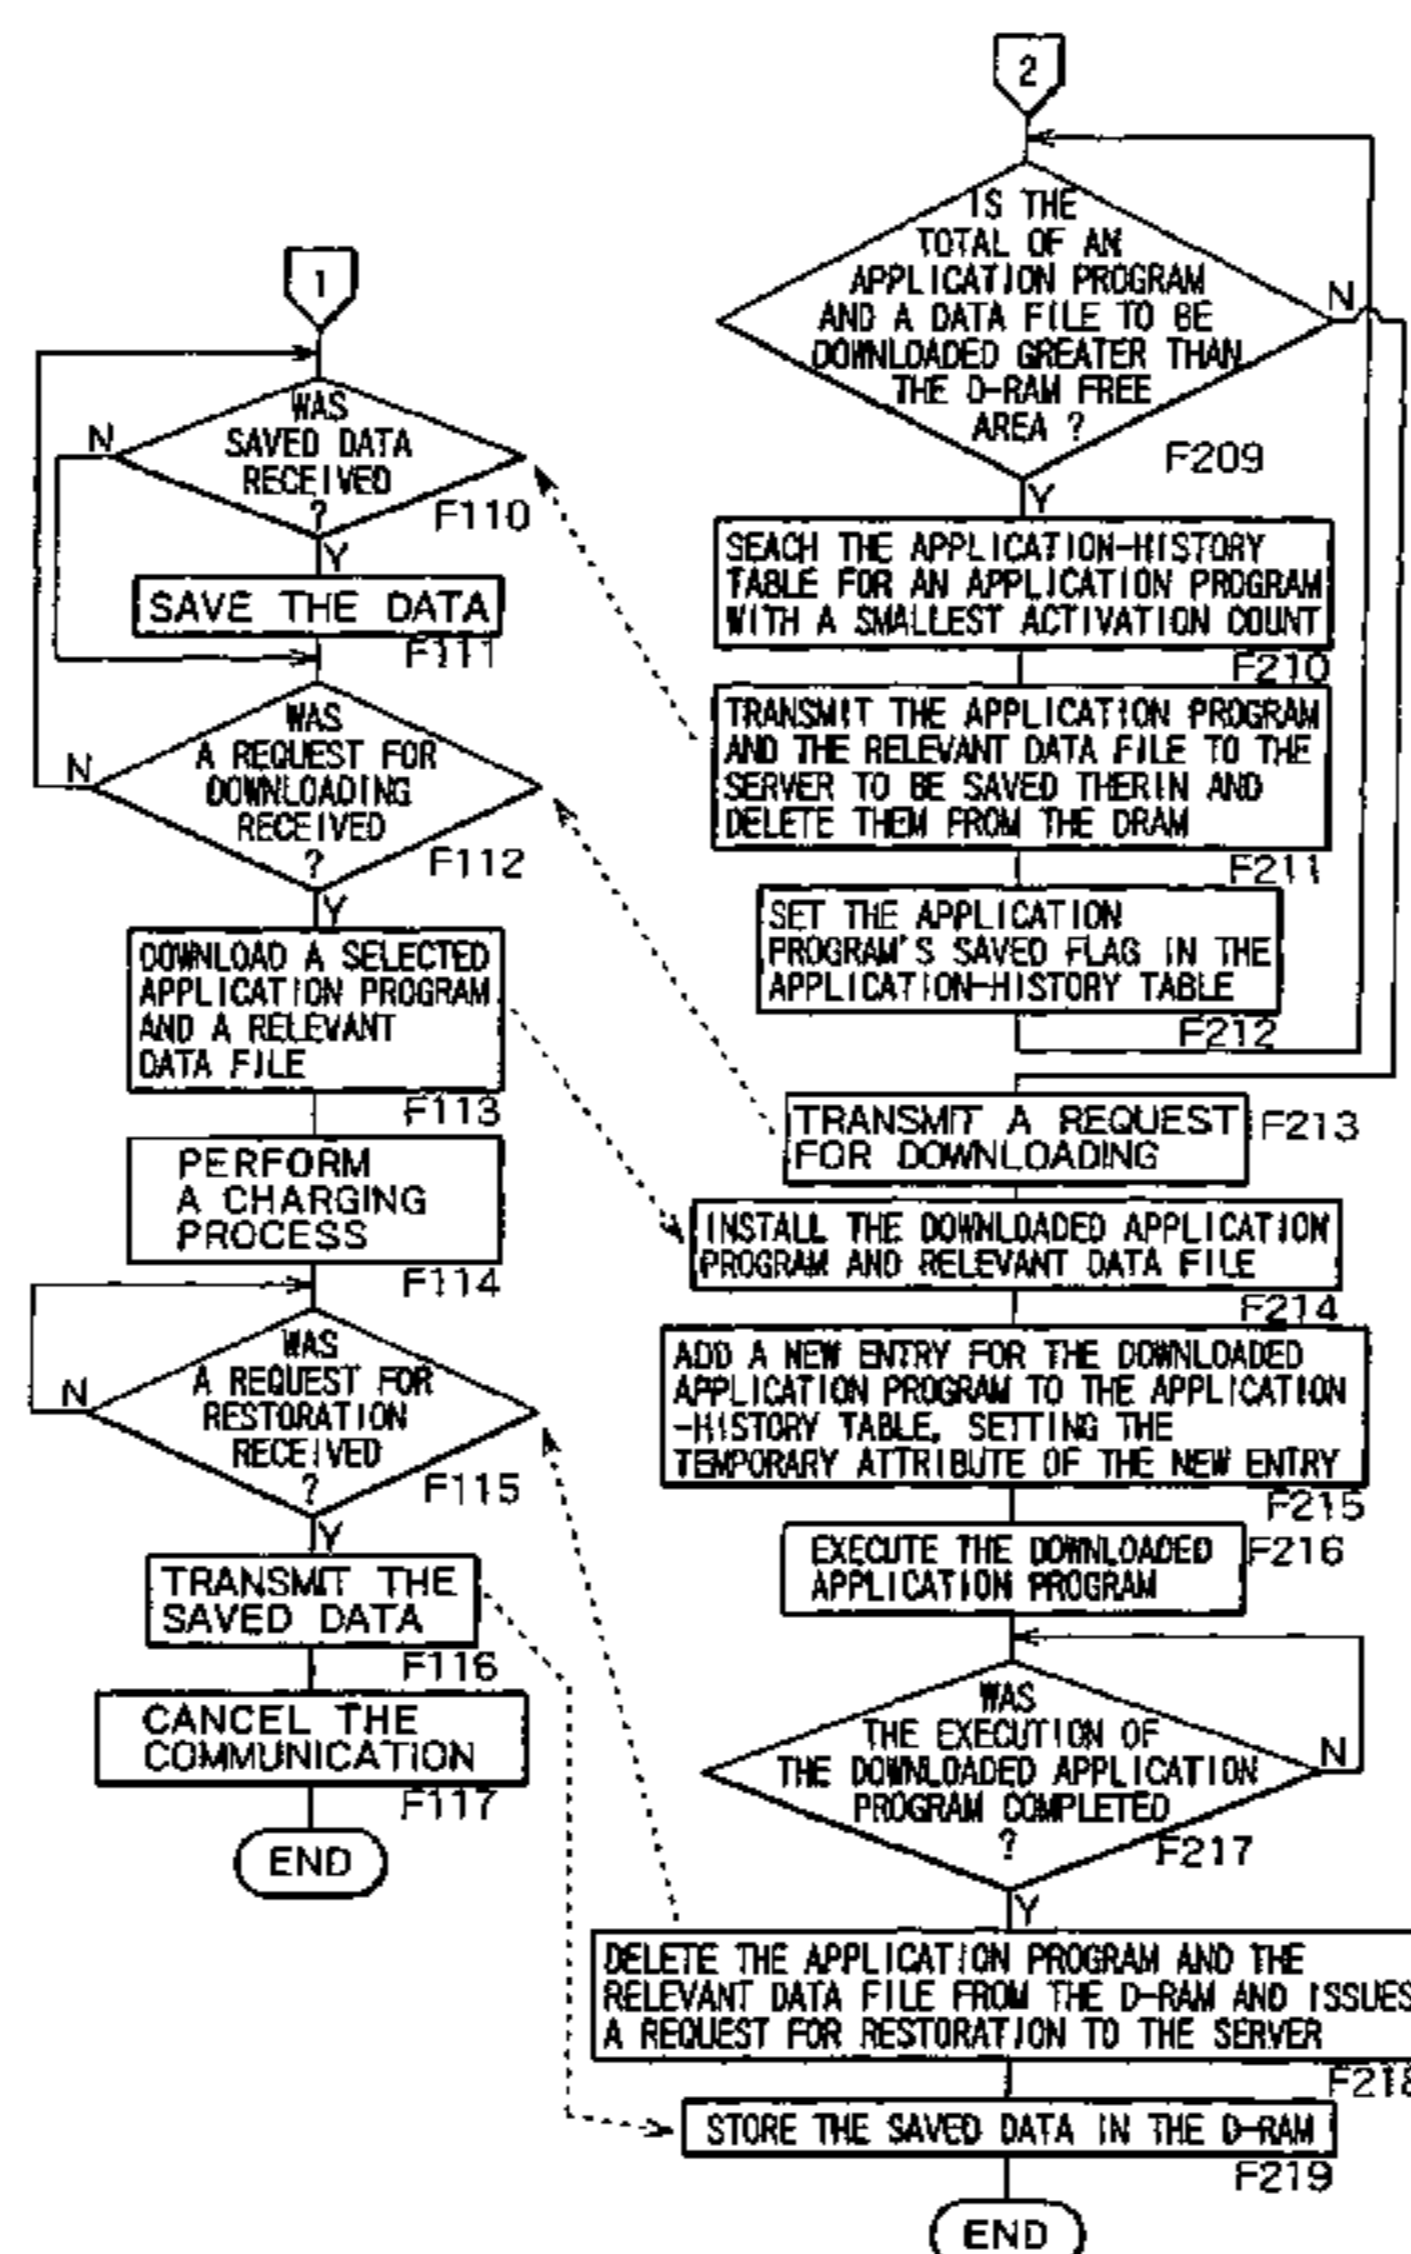 1
WAS
SAVED DATA
RECEIVED
?
N
F110
Y
SAVE THE DATA
F111
WAS
A REQUEST FOR
DOWNLOADING
RECEIVED
?
N
F112
Y
DOWNLOAD A SELECTED
APPLICATION PROGRAM
AND A RELEVANT
DATA FILE
F113
PERFORM
A CHARGING
PROCESS
F114
WAS
A REQUEST FOR
RESTORATION
RECEIVED
?
N
F115
Y
TRANSMIT THE
SAVED DATA
F116
CANCEL THE
COMMUNICATION
F117
END
2
IS THE
TOTAL OF AN
APPLICATION PROGRAM
AND A DATA FILE TO BE
DOWNLOADED GREATER THAN
THE D-RAM FREE
AREA ?
N
F209
Y
SEACH THE APPLICATION-HISTORY
TABLE FOR AN APPLICATION PROGRAM
WITH A SMALLEST ACTIVATION COUNT
F210
TRANSMIT THE APPLICATION PROGRAM
AND THE RELEVANT DATA FILE TO THE
SERVER TO BE SAVED THERIN AND
DELETE THEM FROM THE DRAM
F211
SET THE APPLICATION
PROGRAM'S SAVED FLAG IN THE
APPLICATION-HISTORY TABLE
F212
TRANSMIT A REQUEST
FOR DOWNLOADING
F213
INSTALL THE DOWNLOADED APPLICATION
PROGRAM AND RELEVANT DATA FILE
F214
ADD A NEW ENTRY FOR THE DOWNLOADED
APPLICATION PROGRAM TO THE APPLICATION
-HISTORY TABLE, SETTING THE
TEMPORARY ATTRIBUTE OF THE NEW ENTRY
F215
EXECUTE THE DOWNLOADED
APPLICATION PROGRAM
F216
WAS
THE EXECUTION OF
THE DOWNLOADED APPLICATION
PROGRAM COMPLETED
?
N
F217
Y
DELETE THE APPLICATION PROGRAM AND THE
RELEVANT DATA FILE FROM THE D-RAM AND ISSUES
A REQUEST FOR RESTORATION TO THE SERVER
F218
STORE THE SAVED DATA IN THE D-RAM
F219
END